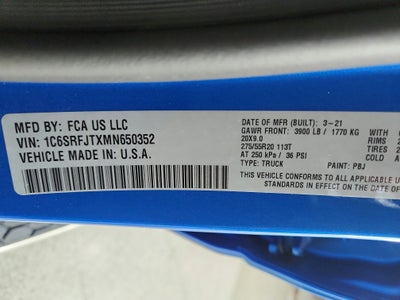 MFD BY: FCA US LLC
VIN: 1C6SRFJTXMN650352
VEHICLE MADE IN U.S.A.
DATE OF MFR (BUILT): 3-21
GAWR FRONT: 3900 LB / 1770 KG WITH
20X9.0 RIMS
275/55R20 113T TIRES
AT 250 kPa / 36 PSI COLD
TYPE: TRUCK PAINT: PBJ
THIS VEHICLE CONFORMS TO ALL APPLICABLE
STANDARDS IN EFFECT ON THE DATE